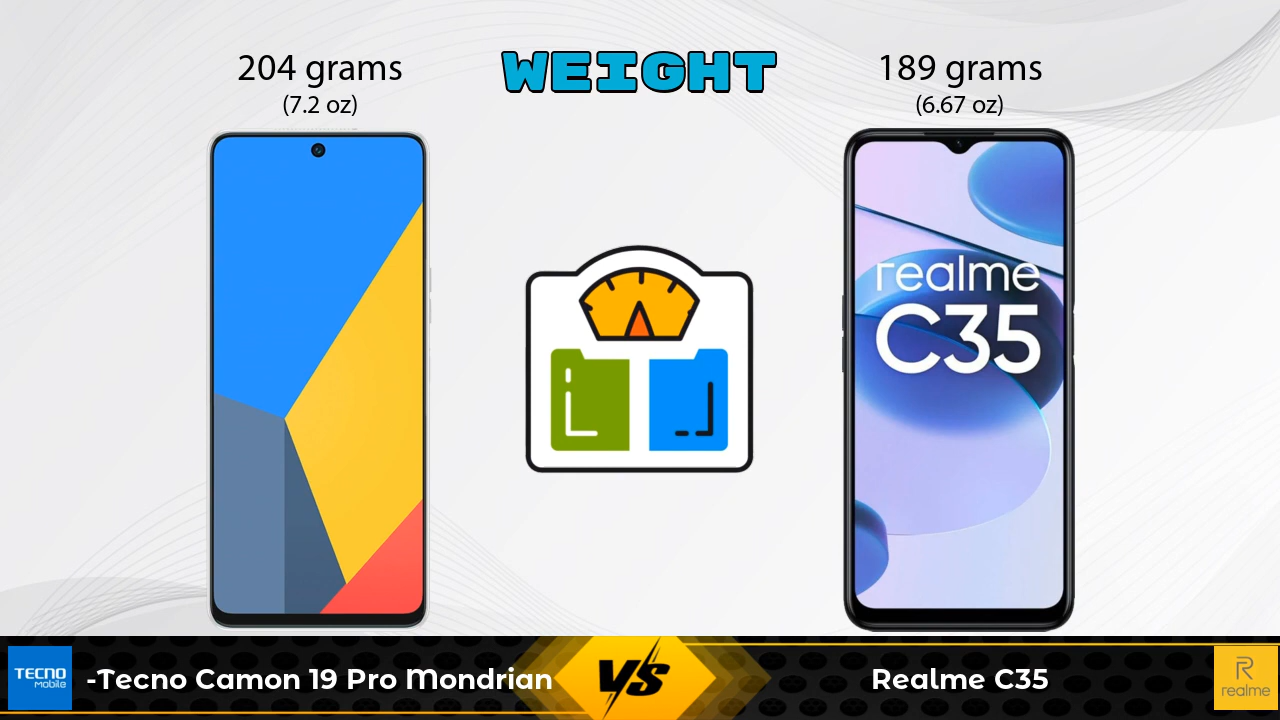 204 grams
(7.2 oz)
WEIGHT
189 grams
(6.67 oz)
realme
C35
TECNO
mobile
-Tecno Camon 19 Pro Mondrian
VS
Realme C35
R
realme